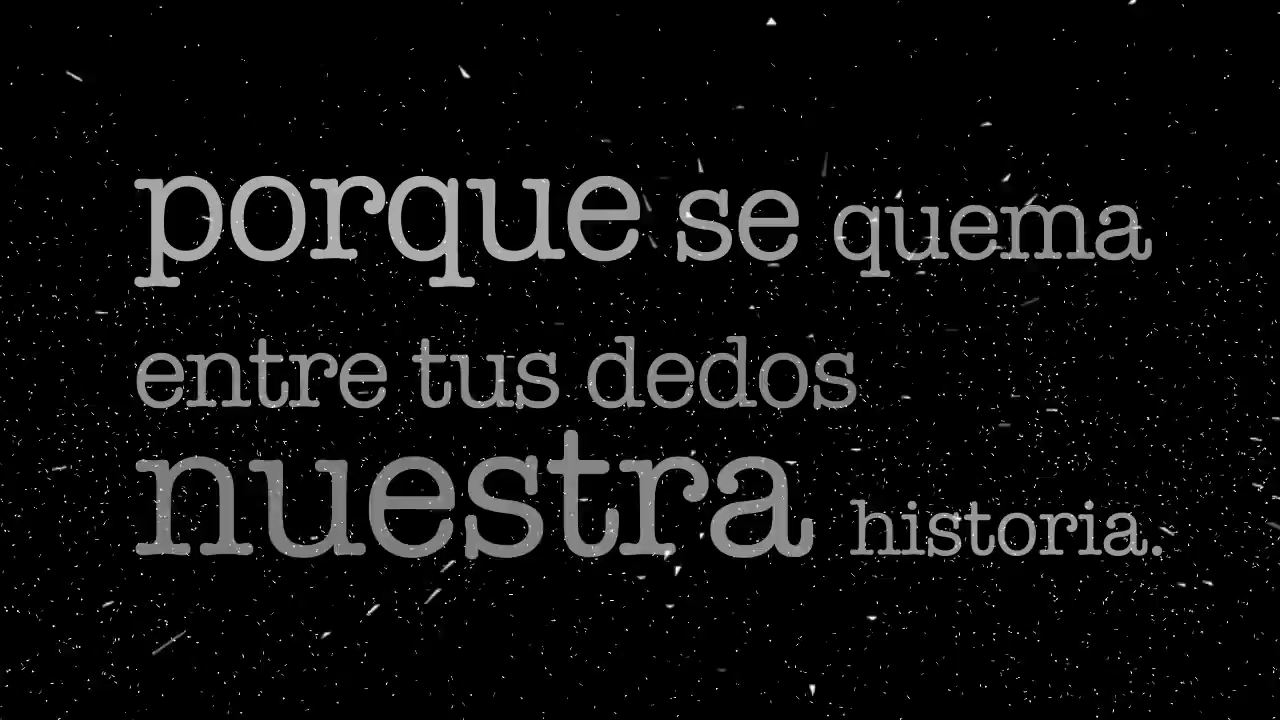 porque se quema
entre tus dedos
nuestra historia.